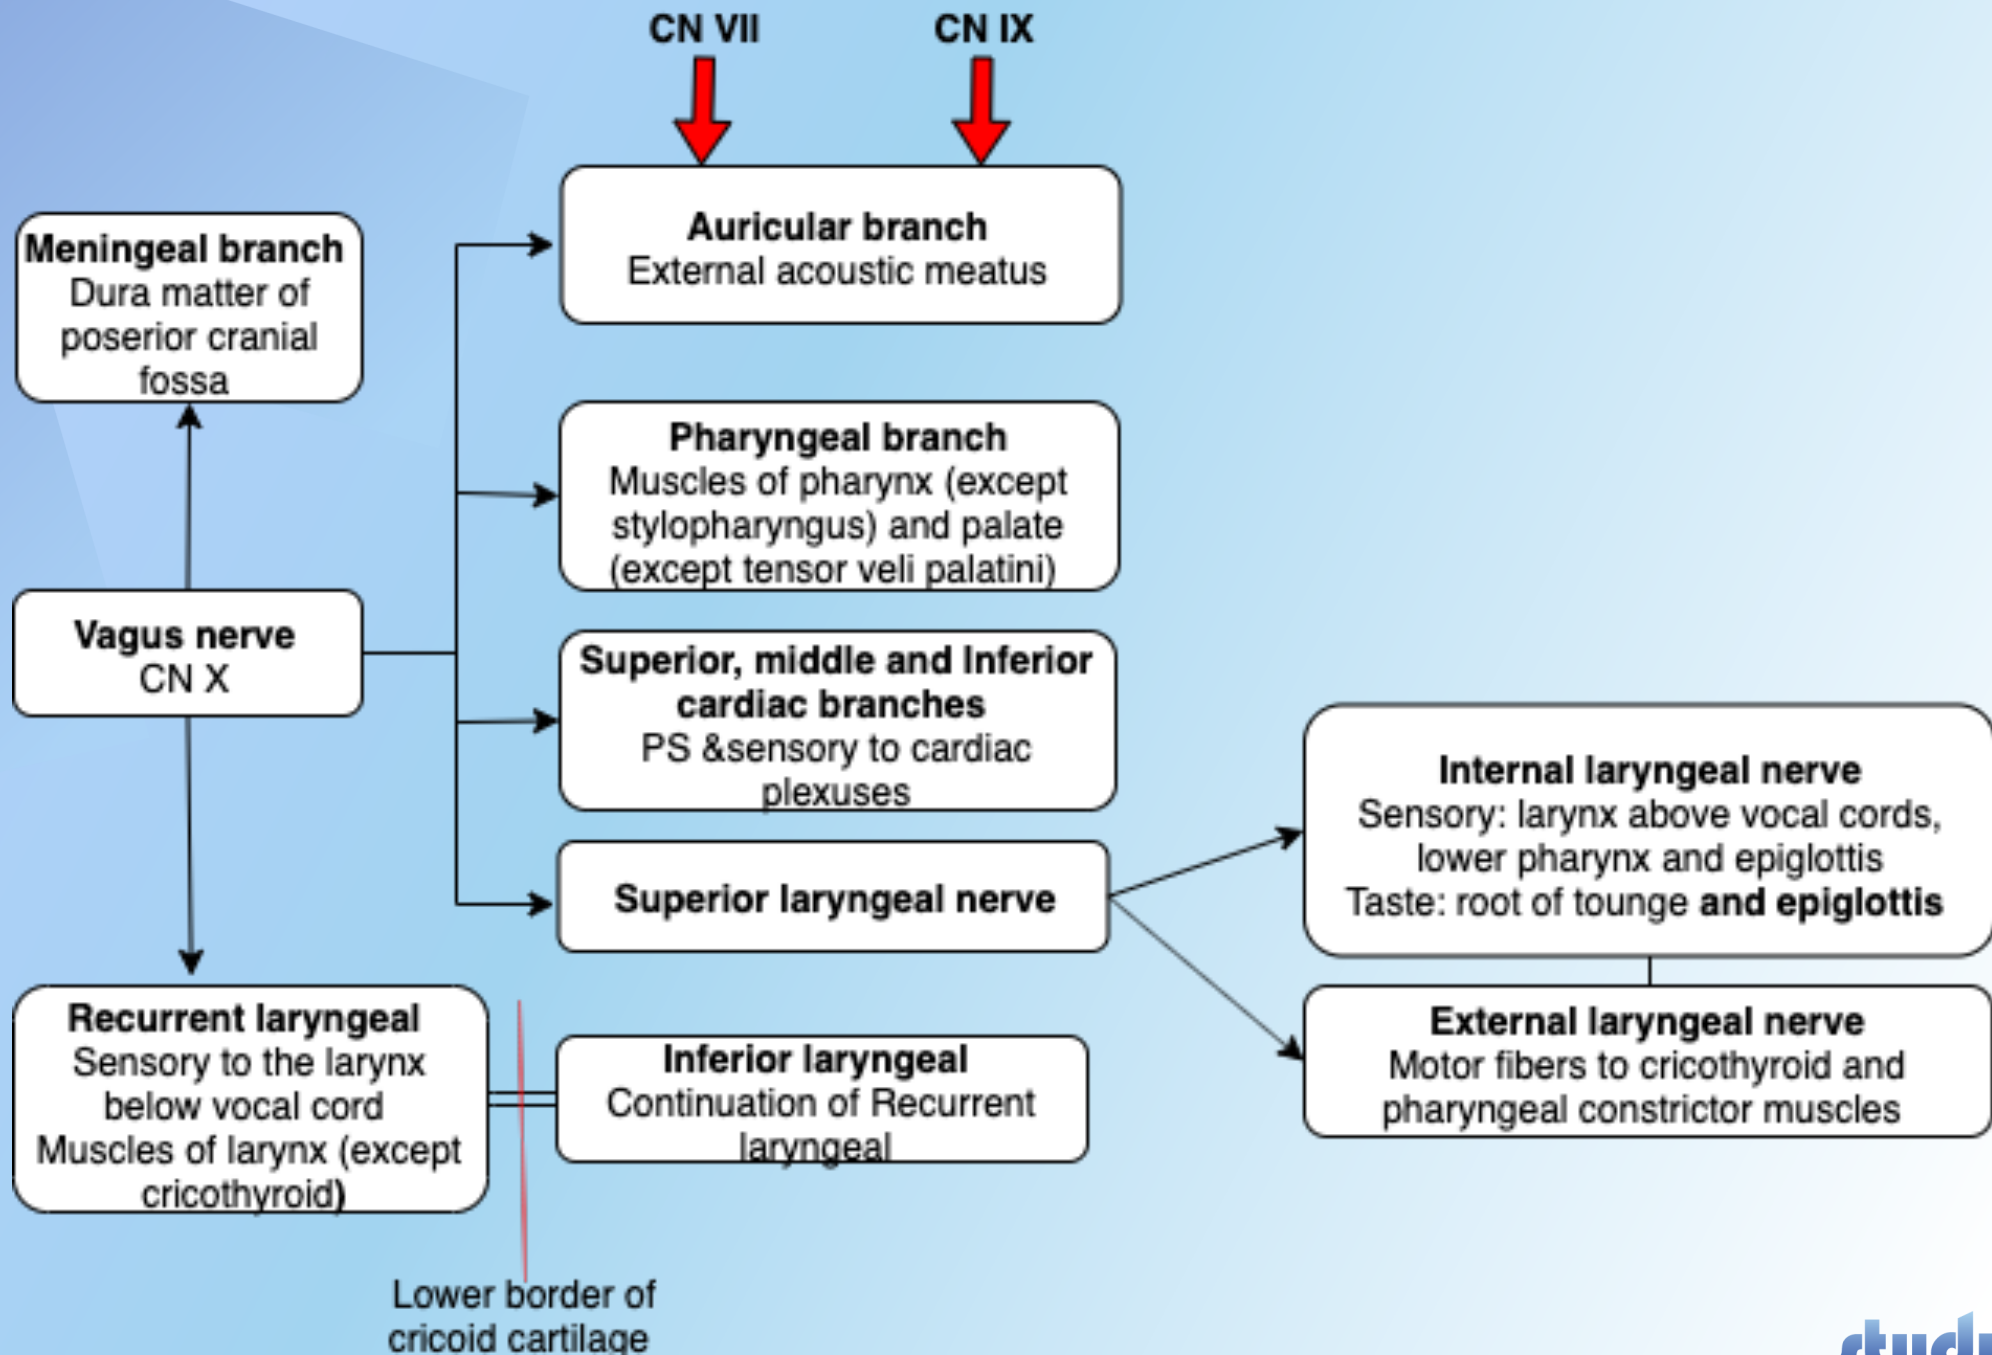 CN VII
CN IX
Auricular branch
External acoustic meatus
Meningeal branch
Dura matter of
poserior cranial
fossa
Pharyngeal branch
Muscles of pharynx (except
stylopharyngus) and palate
(except tensor veli palatini)
Vagus nerve
CN X
Superior, middle and Inferior
cardiac branches
PS &sensory to cardiac
plexuses
Superior laryngeal nerve
Internal laryngeal nerve
Sensory: larynx above vocal cords,
lower pharynx and epiglottis
Taste: root of tounge and epiglottis
External laryngeal nerve
Motor fibers to cricothyroid and
pharyngeal constrictor muscles
Recurrent laryngeal
Sensory to the larynx
below vocal cord
Muscles of larynx (except
cricothyroid)
Inferior laryngeal
Continuation of Recurrent
laryngeal
Lower border of
cricoid cartilage